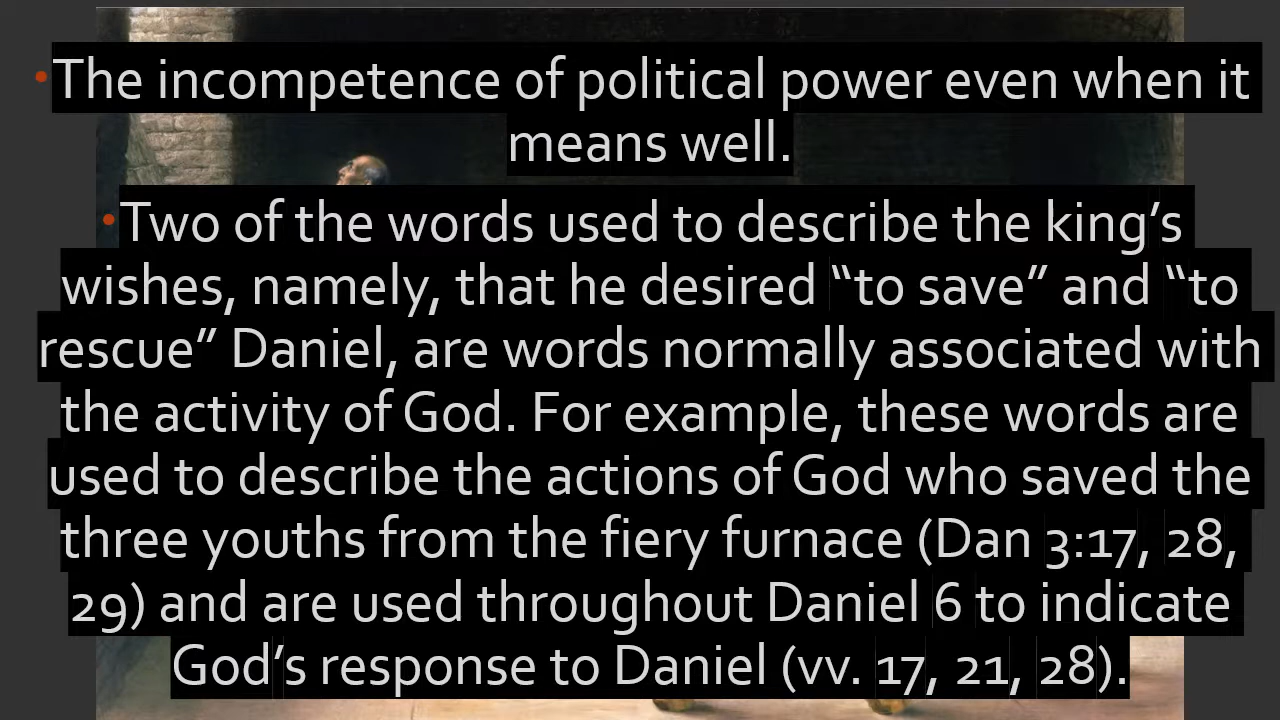 •The incompetence of political power even when it
means well.
•Two of the words used to describe the king’s
wishes, namely, that he desired “to save” and “to
rescue” Daniel, are words normally associated with
the activity of God. For example, these words are
used to describe the actions of God who saved the
three youths from the fiery furnace (Dan 3:17, 28,
29) and are used throughout Daniel 6 to indicate
God’s response to Daniel (vv. 17, 21, 28).